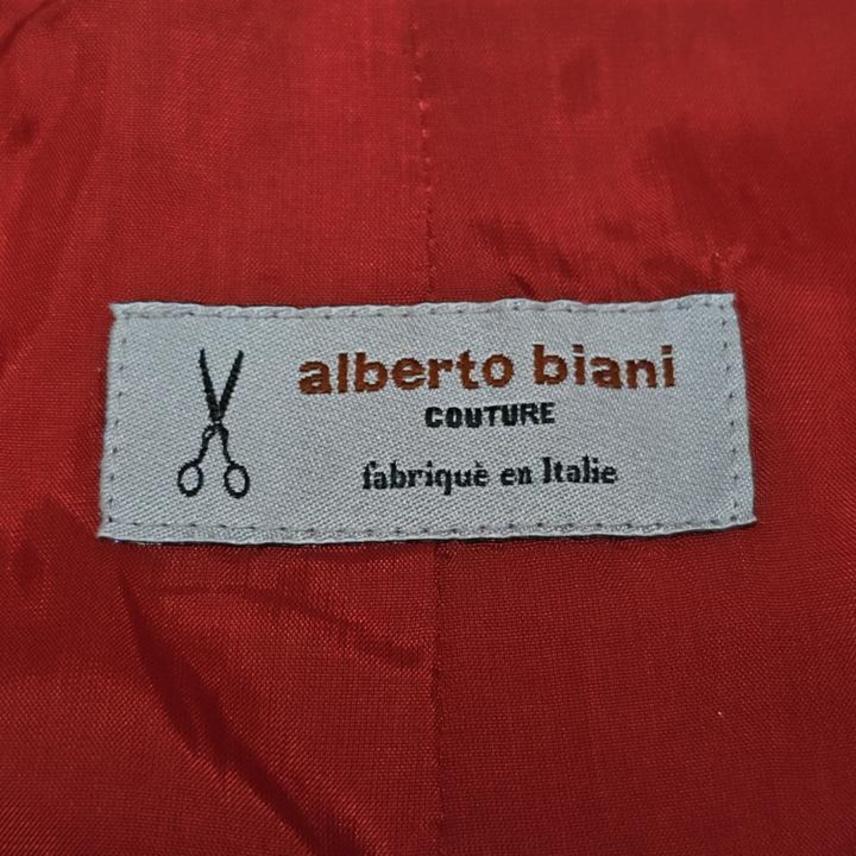 alberto biani
COUTURE
fabriquè en Italie